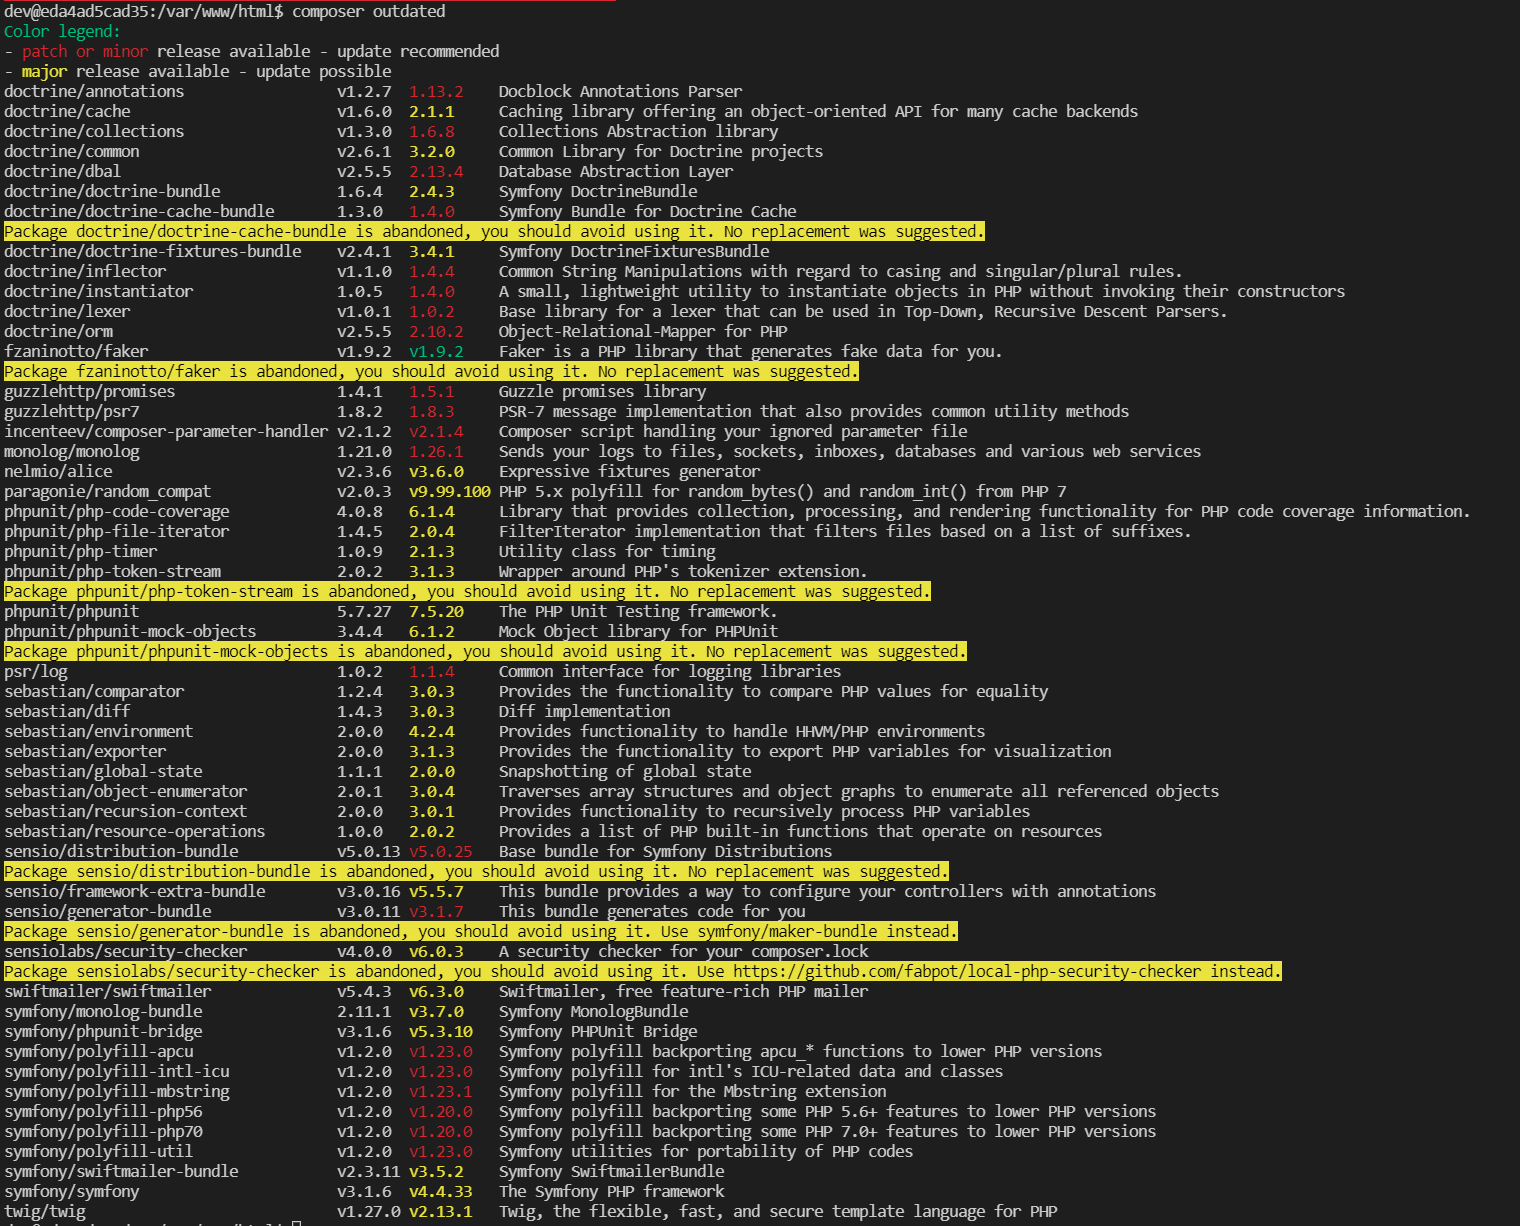 dev@eda4ad5cad35:/var/www/html$ composer outdated
Color legend:
- patch or minor release available - update recommended
- major release available - update possible
doctrine/annotations v1.2.7 1.13.2 Docblock Annotations Parser
doctrine/cache v1.6.0 2.1.1 Caching library offering an object-oriented API for many cache backends
doctrine/collections v1.3.0 1.6.8 Collections Abstraction library
doctrine/common v2.6.1 3.2.0 Common Library for Doctrine projects
doctrine/dbal v2.5.5 2.13.4 Database Abstraction Layer
doctrine/doctrine-bundle 1.6.4 2.4.3 Symfony DoctrineBundle
doctrine/doctrine-cache-bundle 1.3.0 1.4.0 Symfony Bundle for Doctrine Cache
Package doctrine/doctrine-cache-bundle is abandoned, you should avoid using it. No replacement was suggested.
doctrine/doctrine-fixtures-bundle v2.4.1 3.4.1 Symfony DoctrineFixturesBundle
doctrine/inflector v1.1.0 1.4.4 Common String Manipulations with regard to casing and singular/plural rules.
doctrine/instantiator 1.0.5 1.4.0 A small, lightweight utility to instantiate objects in PHP without invoking their constructors
doctrine/lexer v1.0.1 1.0.2 Base library for a lexer that can be used in Top-Down, Recursive Descent Parsers.
doctrine/orm v2.5.5 2.10.2 Object-Relational-Mapper for PHP
fzaninotto/faker v1.9.2 v1.9.2 Faker is a PHP library that generates fake data for you.
Package fzaninotto/faker is abandoned, you should avoid using it. No replacement was suggested.
guzzlehttp/promises 1.4.1 1.5.1 Guzzle promises library
guzzlehttp/psr7 1.8.2 1.8.3 PSR-7 message implementation that also provides common utility methods
incenteev/composer-parameter-handler v2.1.2 v2.1.4 Composer script handling your ignored parameter file
monolog/monolog 1.21.0 1.26.1 Sends your logs to files, sockets, inboxes, databases and various web services
nelmio/alice v2.3.6 v3.6.0 Expressive fixtures generator
paragonie/random_compat v2.0.3 v9.99.100 PHP 5.x polyfill for random_bytes() and random_int() from PHP 7
phpunit/php-code-coverage 4.0.8 6.1.4 Library that provides collection, processing, and rendering functionality for PHP code coverage information.
phpunit/php-file-iterator 1.4.5 2.0.4 FilterIterator implementation that filters files based on a list of suffixes.
phpunit/php-timer 1.0.9 2.1.3 Utility class for timing
phpunit/php-token-stream 2.0.2 3.1.3 Wrapper around PHP's tokenizer extension.
Package phpunit/php-token-stream is abandoned, you should avoid using it. No replacement was suggested.
phpunit/phpunit 5.7.27 7.5.20 The PHP Unit Testing framework.
phpunit/phpunit-mock-objects 3.4.4 6.1.2 Mock Object library for PHPUnit
Package phpunit/phpunit-mock-objects is abandoned, you should avoid using it. No replacement was suggested.
psr/log 1.0.2 1.1.4 Common interface for logging libraries
sebastian/comparator 1.2.4 3.0.3 Provides the functionality to compare PHP values for equality
sebastian/diff 1.4.3 3.0.3 Diff implementation
sebastian/environment 2.0.0 4.2.4 Provides functionality to handle HHVM/PHP environments
sebastian/exporter 2.0.0 3.1.3 Provides the functionality to export PHP variables for visualization
sebastian/global-state 1.1.1 2.0.0 Snapshotting of global state
sebastian/object-enumerator 2.0.1 3.0.4 Traverses array structures and object graphs to enumerate all referenced objects
sebastian/recursion-context 2.0.0 3.0.1 Provides functionality to recursively process PHP variables
sebastian/resource-operations 1.0.0 2.0.2 Provides a list of PHP built-in functions that operate on resources
sensio/distribution-bundle v5.0.13 v5.0.25 Base bundle for Symfony Distributions
Package sensio/distribution-bundle is abandoned, you should avoid using it. No replacement was suggested.
sensio/framework-extra-bundle v3.0.16 v5.5.7 This bundle provides a way to configure your controllers with annotations
sensio/generator-bundle v3.0.11 v3.1.7 This bundle generates code for you
Package sensio/generator-bundle is abandoned, you should avoid using it. Use symfony/maker-bundle instead.
sensiolabs/security-checker v4.0.0 v6.0.3 A security checker for your composer.lock
Package sensiolabs/security-checker is abandoned, you should avoid using it. Use https://github.com/fabpot/local-php-security-checker instead.
swiftmailer/swiftmailer v5.4.3 v6.3.0 Swiftmailer, free feature-rich PHP mailer
symfony/monolog-bundle 2.11.1 v3.7.0 Symfony MonologBundle
symfony/phpunit-bridge v3.1.6 v5.3.10 Symfony PHPUnit Bridge
symfony/polyfill-apcu v1.2.0 v1.23.0 Symfony polyfill backporting apcu_* functions to lower PHP versions
symfony/polyfill-intl-icu v1.2.0 v1.23.0 Symfony polyfill for intl's ICU-related data and classes
symfony/polyfill-mbstring v1.2.0 v1.23.1 Symfony polyfill for the Mbstring extension
symfony/polyfill-php56 v1.2.0 v1.20.0 Symfony polyfill backporting some PHP 5.6+ features to lower PHP versions
symfony/polyfill-php70 v1.2.0 v1.20.0 Symfony polyfill backporting some PHP 7.0+ features to lower PHP versions
symfony/polyfill-util v1.2.0 v1.23.0 Symfony utilities for portability of PHP codes
symfony/swiftmailer-bundle v2.3.11 v3.5.2 Symfony SwiftmailerBundle
symfony/symfony v3.1.6 v4.4.33 The Symfony PHP framework
twig/twig v1.27.0 v2.13.1 Twig, the flexible, fast, and secure template language for PHP